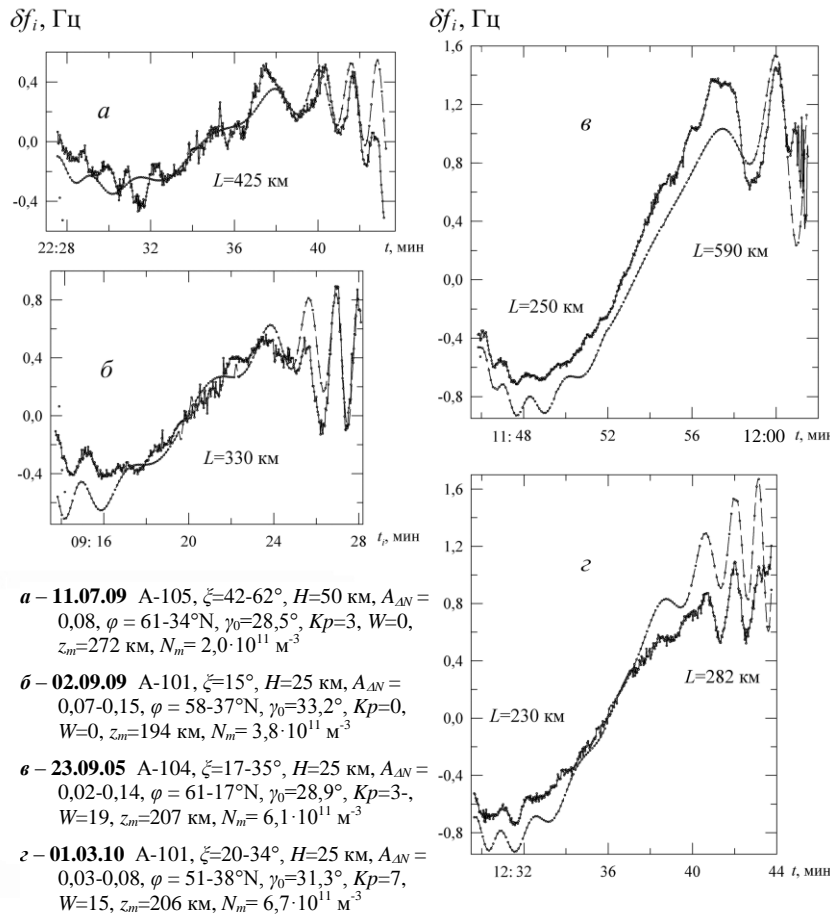 δfᵢ, Гц
0,4
0,0
-0,4
а
L=425 км
22:28 32 36 40 t, мин
0,8
0,4
0,0
-0,4
б
L=330 км
09: 16 20 24 28 tᵢ, мин
а – 11.07.09 А-105, ξ=42-62°, H=50 км, A_ΔN =
0,08, φ = 61-34°N, γ₀=28,5°, Kp=3, W=0,
zₘ=272 км, Nₘ= 2,0·10¹¹ м⁻³
б – 02.09.09 А-101, ξ=15°, H=25 км, A_ΔN =
0,07-0,15, φ = 58-37°N, γ₀=33,2°, Kp=0,
W=0, zₘ=194 км, Nₘ= 3,8·10¹¹ м⁻³
в – 23.09.05 А-104, ξ=17-35°, H=25 км, A_ΔN =
0,02-0,14, φ = 61-17°N, γ₀=28,9°, Kp=3-,
W=19, zₘ=207 км, Nₘ= 6,1·10¹¹ м⁻³
г – 01.03.10 А-101, ξ=20-34°, H=25 км, A_ΔN =
0,03-0,08, φ = 51-38°N, γ₀=31,3°, Kp=7,
W=15, zₘ=206 км, Nₘ= 6,7·10¹¹ м⁻³
δfᵢ, Гц
1,6
1,2
0,8
0,4
0,0
-0,4
-0,8
в
L=590 км
L=250 км
11: 48 52 56 12:00 t, мин
1,6
1,2
0,8
0,4
0,0
-0,4
-0,8
г
L=282 км
L=230 км
12: 32 36 40 44 t, мин